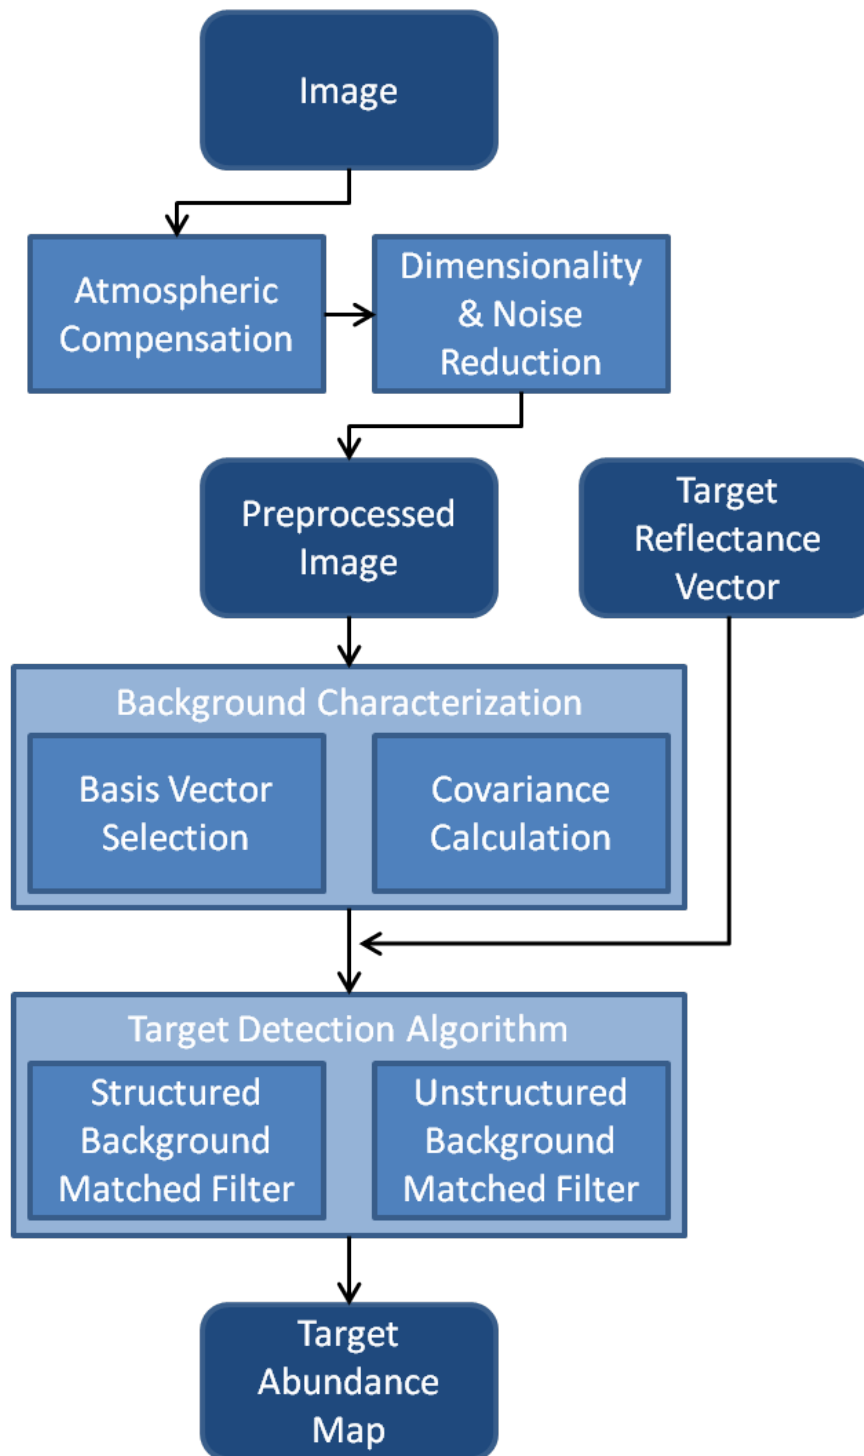 Image
Atmospheric
Compensation
Dimensionality
& Noise
Reduction
Preprocessed
Image
Target
Reflectance
Vector
Background Characterization
Basis Vector
Selection
Covariance
Calculation
Target Detection Algorithm
Structured
Background
Matched Filter
Unstructured
Background
Matched Filter
Target
Abundance
Map